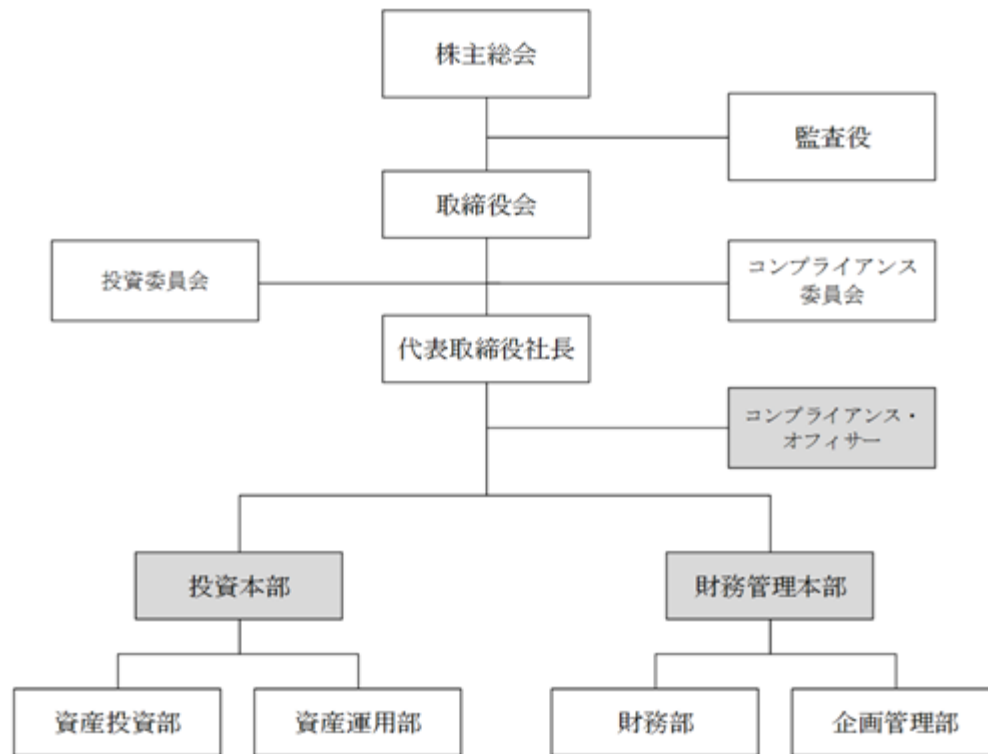 株主総会
監査役
取締役会
投資委員会
コンプライアンス
委員会
代表取締役社長
コンプライアンス・
オフィサー
投資本部
財務管理本部
資産投資部
資産運用部
財務部
企画管理部